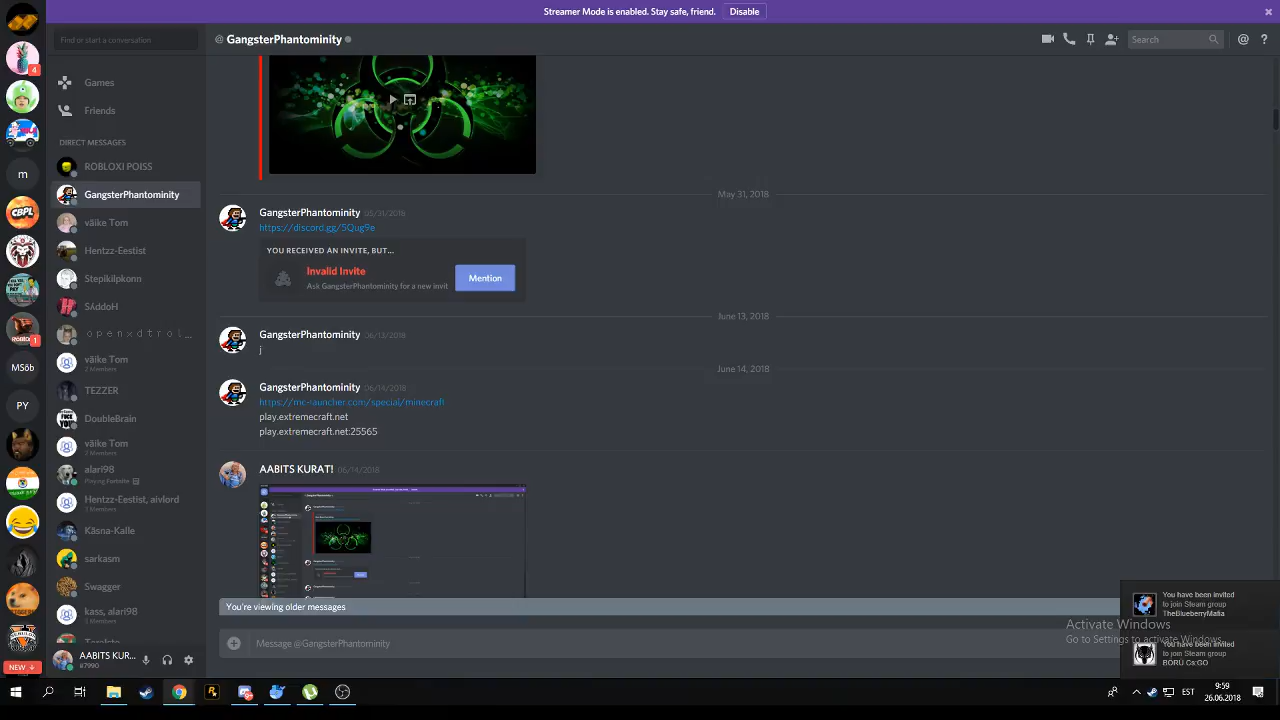 Streamer Mode is enabled. Stay safe, friend.
Disable
Find or start a conversation
@ GangsterPhantominity
Search
4
Games
Friends
DIRECT MESSAGES
ROBLOXI POISS
GangsterPhantominity
väike Tom
Hentzz-Eestist
Stepikilpkonn
SΛddoH
o p e n x d t r o l ...
väike Tom
2 Members
TEZZER
DoubleBrain
väike Tom
2 Members
alari98
Playing Fortnite
Hentzz-Eestist, aivlord
3 Members
Käsna-Kalle
sarkasm
Swagger
kass, alari98
3 Members
m
CBPL
1
MSöb
PY
NEW
AABITS KUR...
#7990
May 31, 2018
GangsterPhantominity 05/31/2018
https://discord.gg/5Qug9e
YOU RECEIVED AN INVITE, BUT...
Invalid Invite
Ask GangsterPhantominity for a new invit
Mention
June 13, 2018
GangsterPhantominity 06/13/2018
j
June 14, 2018
GangsterPhantominity 06/14/2018
https://mc-launcher.com/special/minecraft
play.extremecraft.net
play.extremecraft.net:25565
AABITS KURAT! 06/14/2018
You're viewing older messages
Message @GangsterPhantominity
You have been invited
to join Steam group
TheBlueberryMafia
Activate Windows
Go to Settings to activate Windows.
You have been invited
to join Steam group
BORÜ Cs:GO
EST
9:59
26.06.2018